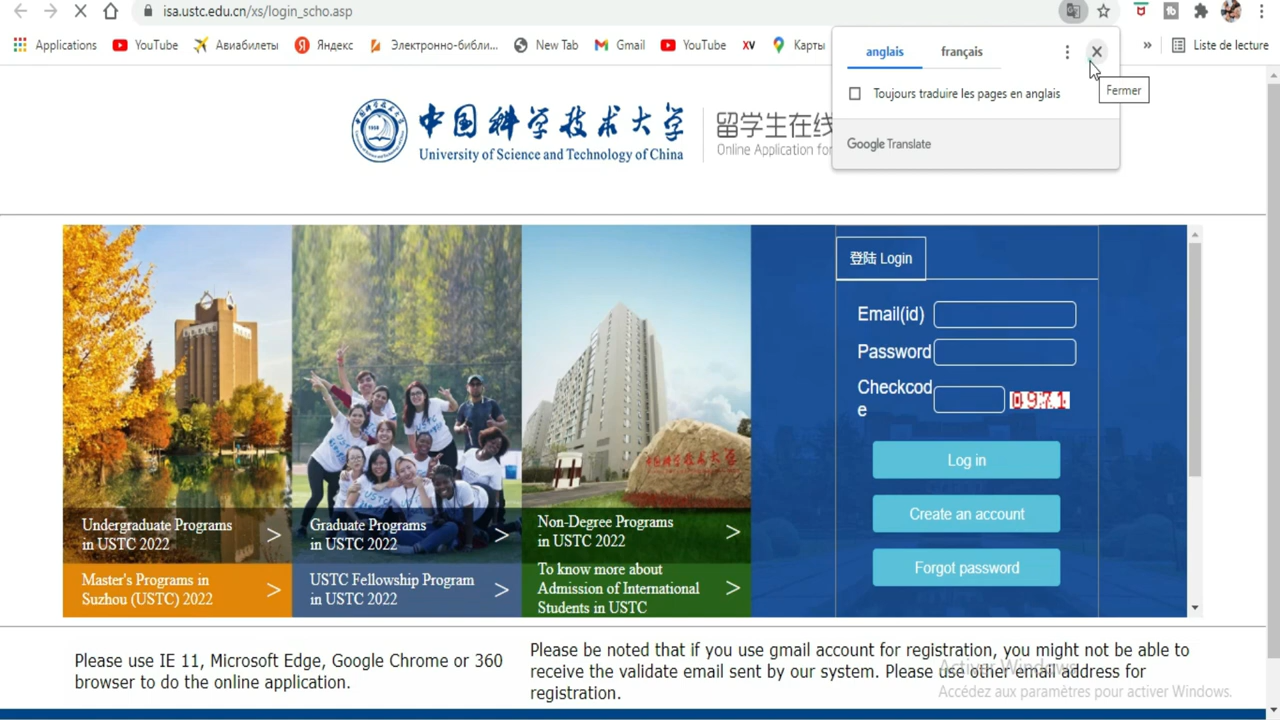 isa.ustc.edu.cn/xs/login_scho.asp
Applications
YouTube
Авиабилеты
Яндекс
Электронно-библи...
New Tab
Gmail
YouTube
XV
Карты
»
Liste de lecture
anglais
français
Toujours traduire les pages en anglais
Google Translate
Fermer
中国科学技术大学
University of Science and Technology of China
留学生在线
Online Application for
登陆 Login
Email(id)
Password
Checkcod
e
0971
Log in
Create an account
Forgot password
Undergraduate Programs
in USTC 2022
>
Graduate Programs
in USTC 2022
>
Non-Degree Programs
in USTC 2022
>
Master's Programs in
Suzhou (USTC) 2022
>
USTC Fellowship Program
in USTC 2022
>
To know more about
Admission of International
Students in USTC
>
Please use IE 11, Microsoft Edge, Google Chrome or 360
browser to do the online application.
Please be noted that if you use gmail account for registration, you might not be able to
receive the validate email sent by our system. Please use other email address for
registration.
Activer Windows
Accédez aux paramètres pour activer Windows.